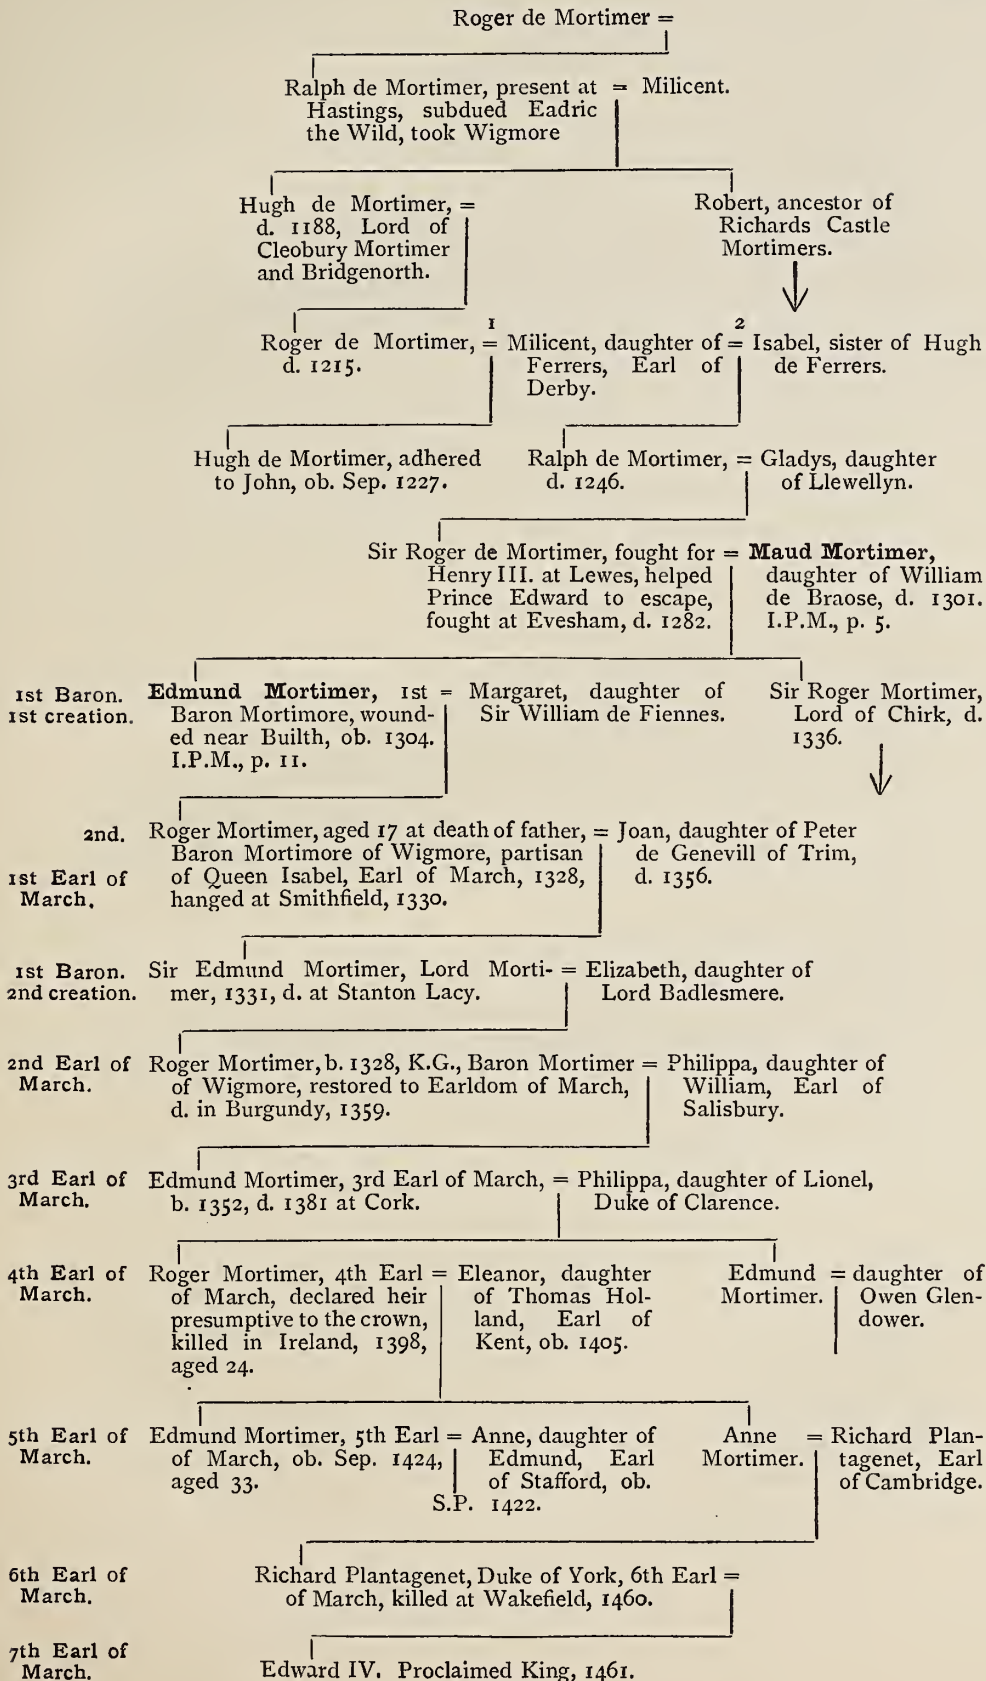 Roger de Mortimer =
Ralph de Mortimer, present at = Milicent.
Hastings, subdued Eadric
the Wild, took Wigmore
Hugh de Mortimer, =
d. 1188, Lord of
Cleobury Mortimer
and Bridgenorth.
Robert, ancestor of
Richards Castle
Mortimers.
Roger de Mortimer, = 1 Milicent, daughter of = 2 Isabel, sister of Hugh
d. 1215.
Ferrers, Earl of
Derby.
de Ferrers.
Hugh de Mortimer, adhered
to John, ob. Sep. 1227.
Ralph de Mortimer, = Gladys, daughter
d. 1246.
of Llewellyn.
Sir Roger de Mortimer, fought for =
Henry III. at Lewes, helped
Prince Edward to escape,
fought at Evesham, d. 1282.
Maud Mortimer,
daughter of William
de Braose, d. 1301.
I.P.M., p. 5.
1st Baron.
1st creation.
Edmund Mortimer, 1st =
Baron Mortimore, wound-
ed near Builth, ob. 1304.
I.P.M., p. 11.
Margaret, daughter of
Sir William de Fiennes.
Sir Roger Mortimer,
Lord of Chirk, d.
1336.
2nd.
1st Earl of
March.
Roger Mortimer, aged 17 at death of father, =
Baron Mortimore of Wigmore, partisan
of Queen Isabel, Earl of March, 1328,
hanged at Smithfield, 1330.
Joan, daughter of Peter
de Genevill of Trim,
d. 1356.
1st Baron.
2nd creation.
Sir Edmund Mortimer, Lord Morti- =
mer, 1331, d. at Stanton Lacy.
Elizabeth, daughter of
Lord Badlesmere.
2nd Earl of
March.
Roger Mortimer, b. 1328, K.G., Baron Mortimer =
of Wigmore, restored to Earldom of March,
d. in Burgundy, 1359.
Philippa, daughter of
William, Earl of
Salisbury.
3rd Earl of
March.
Edmund Mortimer, 3rd Earl of March, =
b. 1352, d. 1381 at Cork.
Philippa, daughter of Lionel,
Duke of Clarence.
4th Earl of
March.
Roger Mortimer, 4th Earl =
of March, declared heir
presumptive to the crown,
killed in Ireland, 1398,
aged 24.
Eleanor, daughter
of Thomas Hol-
land, Earl of
Kent, ob. 1405.
Edmund =
Mortimer.
daughter of
Owen Glen-
dower.
5th Earl of
March.
Edmund Mortimer, 5th Earl =
of March, ob. Sep. 1424,
aged 33.
Anne, daughter of
Edmund, Earl
of Stafford, ob.
S.P. 1422.
Anne =
Mortimer.
Richard Plan-
tagenet, Earl
of Cambridge.
6th Earl of
March.
Richard Plantagenet, Duke of York, 6th Earl =
of March, killed at Wakefield, 1460.
7th Earl of
March.
Edward IV. Proclaimed King, 1461.